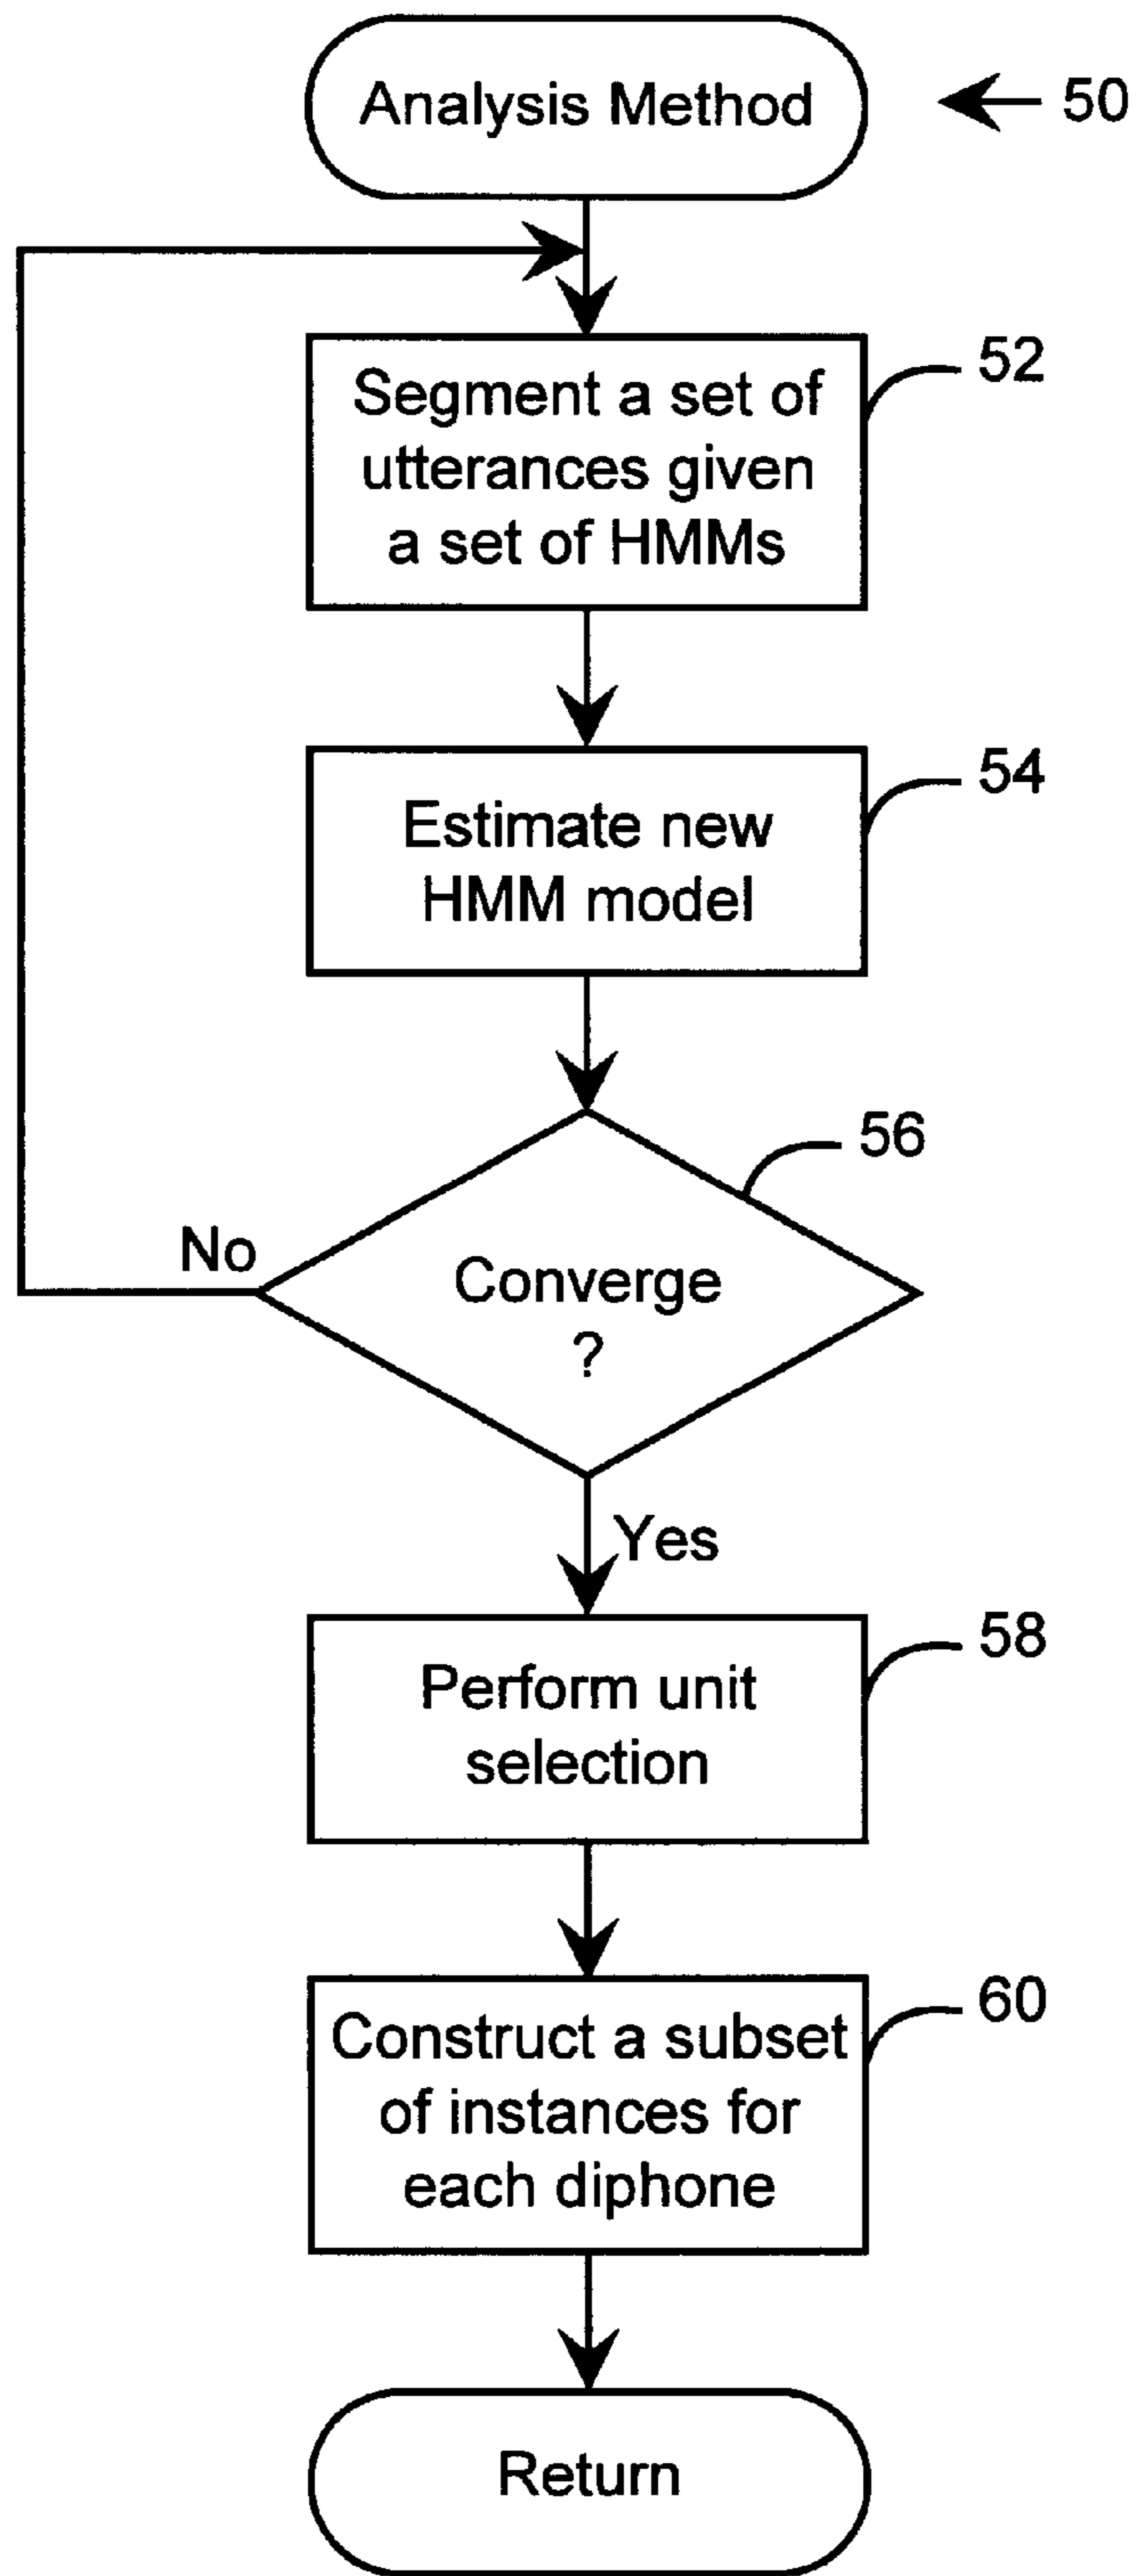 Analysis Method
50
Segment a set of
utterances given
a set of HMMs
52
Estimate new
HMM model
54
56
No
Converge
?
Yes
Perform unit
selection
58
Construct a subset
of instances for
each diphone
60
Return